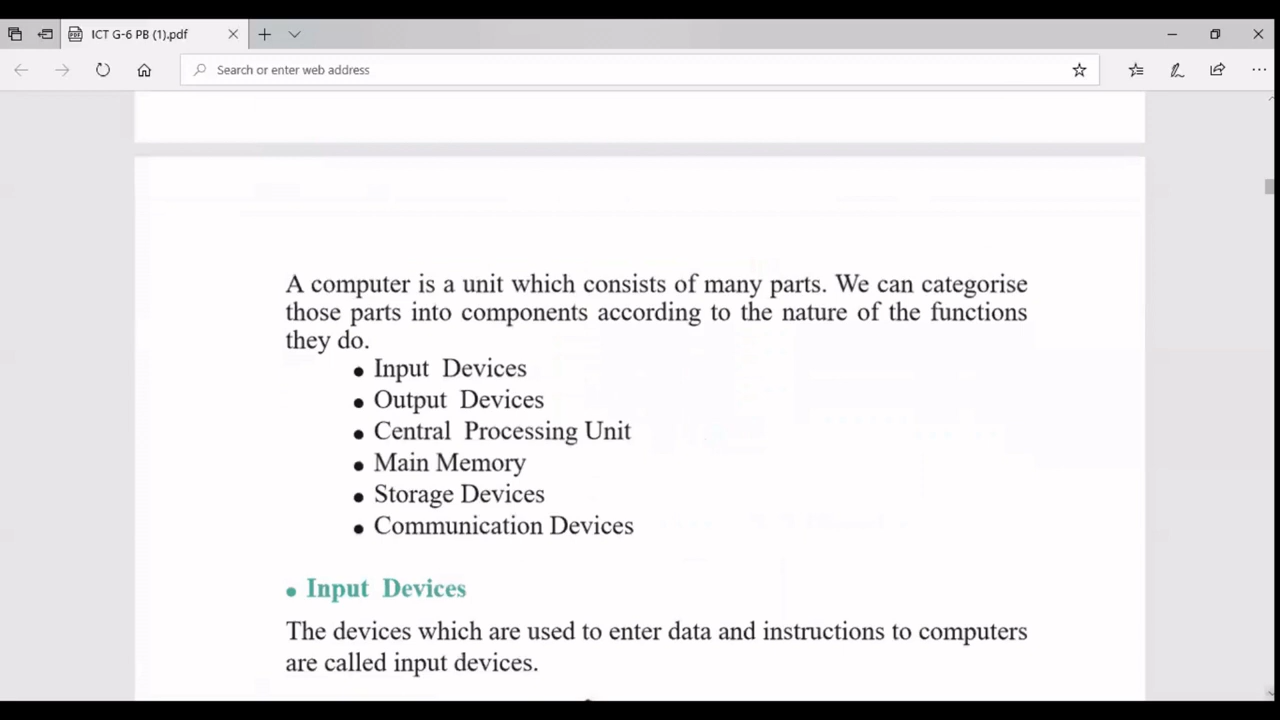 ICT G-6 PB (1).pdf
Search or enter web address
A computer is a unit which consists of many parts. We can categorise
those parts into components according to the nature of the functions
they do.
● Input Devices
● Output Devices
● Central Processing Unit
● Main Memory
● Storage Devices
● Communication Devices
● Input Devices
The devices which are used to enter data and instructions to computers
are called input devices.